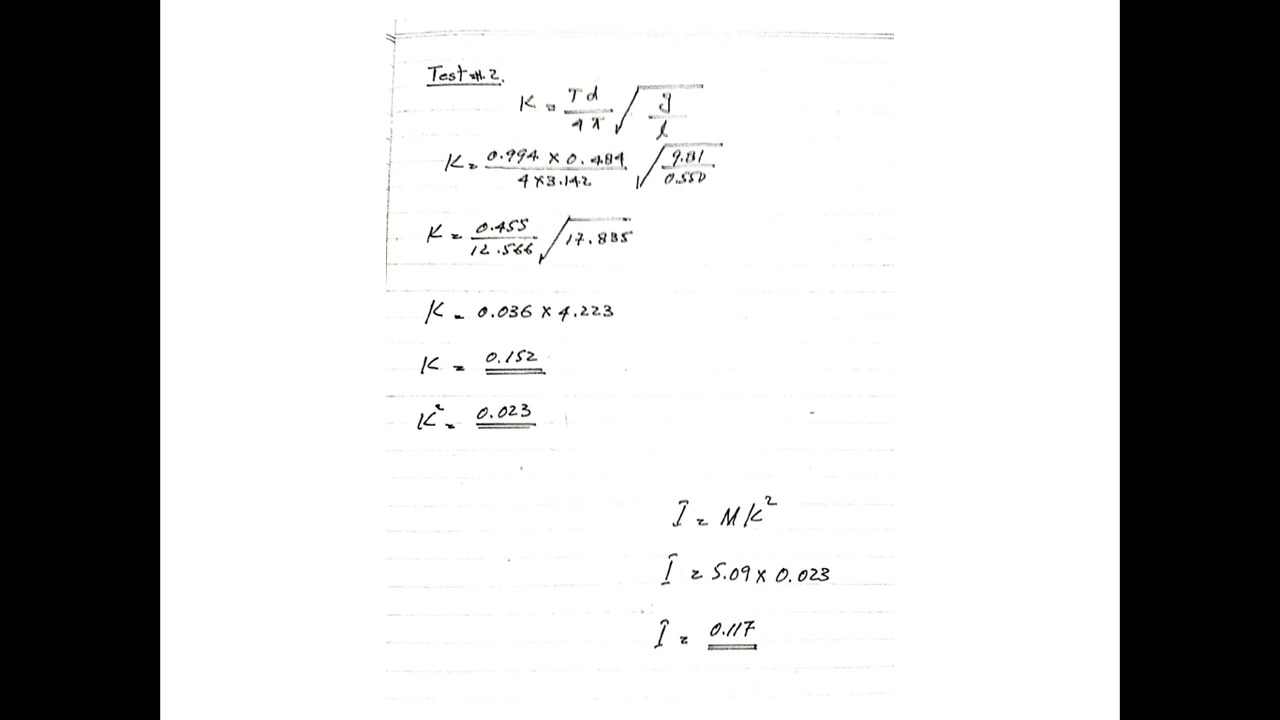 Test #. 2.
K = Td / 4π √ g / l
K = 0.994 × 0.484 / 4 × 3.142 √ 9.81 / 0.550
K = 0.455 / 12.566 √ 17.835
K = 0.036 × 4.223
K = 0.152
K² = 0.023
I = MK²
I = 5.09 × 0.023
I = 0.117